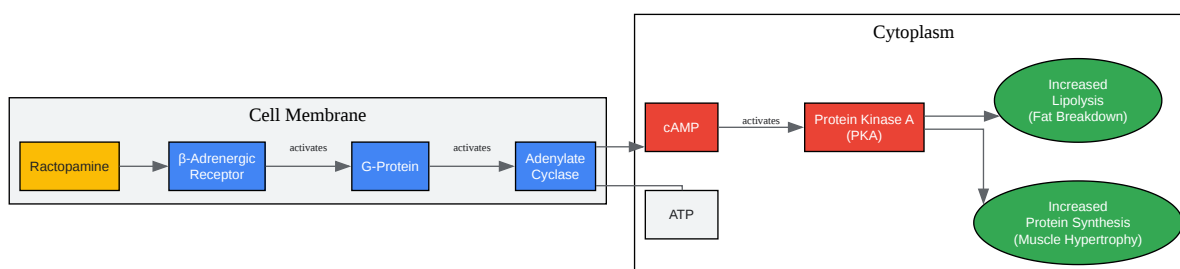 Cell Membrane
Ractopamine
β-Adrenergic
Receptor
activates
G-Protein
activates
Adenylate
Cyclase
Cytoplasm
cAMP
activates
Protein Kinase A
(PKA)
ATP
Increased
Lipolysis
(Fat Breakdown)
Increased
Protein Synthesis
(Muscle Hypertrophy)